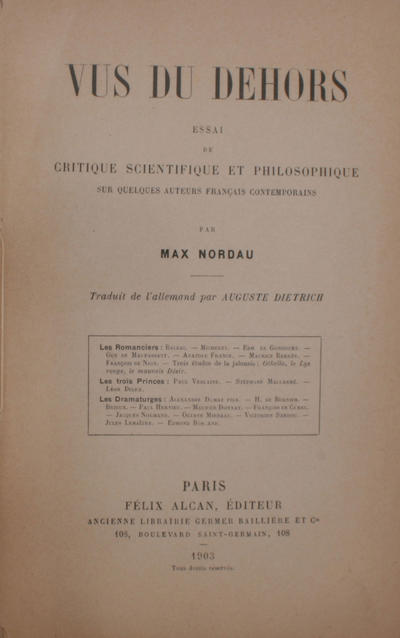 VUS DU DEHORS
ESSAI
DE
CRITIQUE SCIENTIFIQUE ET PHILOSOPHIQUE
SUR QUELQUES AUTEURS FRANÇAIS CONTEMPORAINS
PAR
MAX NORDAU
Traduit de l'allemand par AUGUSTE DIETRICH
Les Romanciers : BALZAC. — MICHELET. — EDM. DE GONCOURT. —
GUY DE MAUPASSANT. — ANATOLE FRANCE. — MAURICE BARRÈS. —
FRANÇOIS DE NION. — Trois études de la jalousie : Othello, le Lys
rouge, le mauvais Désir.
Les trois Princes : PAUL VERLAINE. — STÉPHANE MALLARMÉ. —
LÉON DIERX.
Les Dramaturges : ALEXANDRE DUMAS FILS. — H. DE BORNIER. —
BRIEUX. — PAUL HERVIEU. — MAURICE DONNAY. — FRANÇOIS DE CUREL.
— JACQUES NORMAND. — OCTAVE MIRBEAU. — VICTORIEN SARDOU. —
JULES LEMAÎTRE. — EDMOND ROSTAND.
PARIS
FÉLIX ALCAN, ÉDITEUR
ANCIENNE LIBRAIRIE GERMER BAILLIÈRE ET Cie
108, BOULEVARD SAINT-GERMAIN, 108
—
1903
Tous droits réservés.